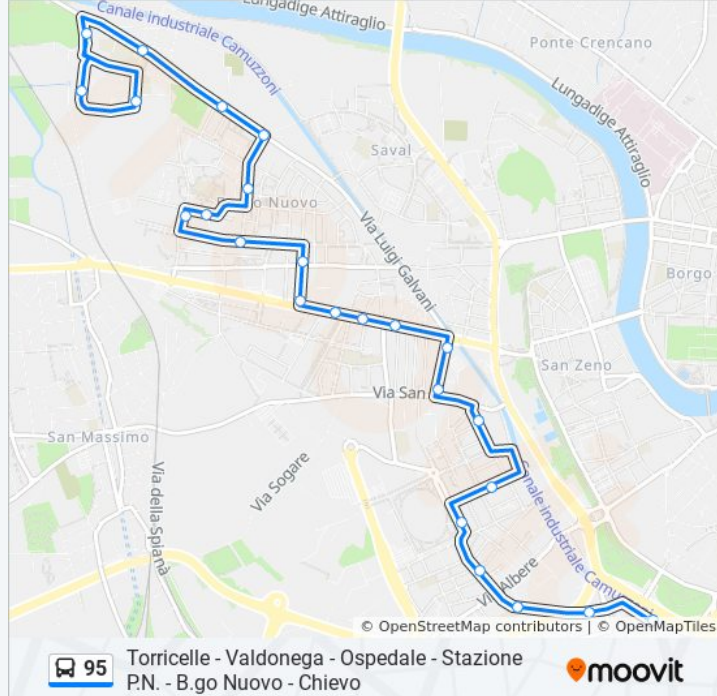 Canale industriale Camuzzoni
Lungadige Attiraglio
Ponte Crencano
Lungadige Attiraglio
Saval
o Nuovo
Via Luigi Galvani
Borgo
San Zeno
Via San
San Massimo
Via Sogare
Via della Spianà
Canale industriale Camuzzoni
Albere
© OpenStreetMap contributors | © OpenMapTiles
95
Torricelle - Valdonega - Ospedale - Stazione
P.N. - B.go Nuovo - Chievo
moovit